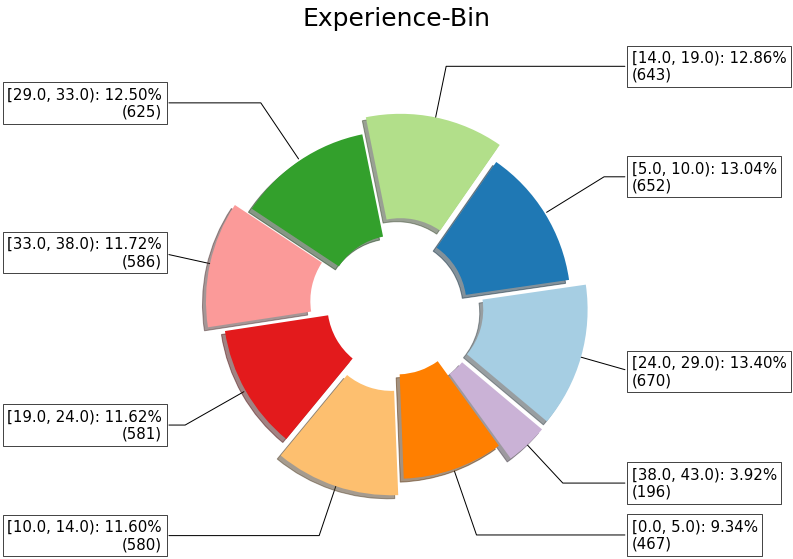 Experience-Bin
[14.0, 19.0): 12.86%
(643)
[29.0, 33.0): 12.50%
(625)
[5.0, 10.0): 13.04%
(652)
[33.0, 38.0): 11.72%
(586)
[24.0, 29.0): 13.40%
(670)
[19.0, 24.0): 11.62%
(581)
[38.0, 43.0): 3.92%
(196)
[10.0, 14.0): 11.60%
(580)
[0.0, 5.0): 9.34%
(467)